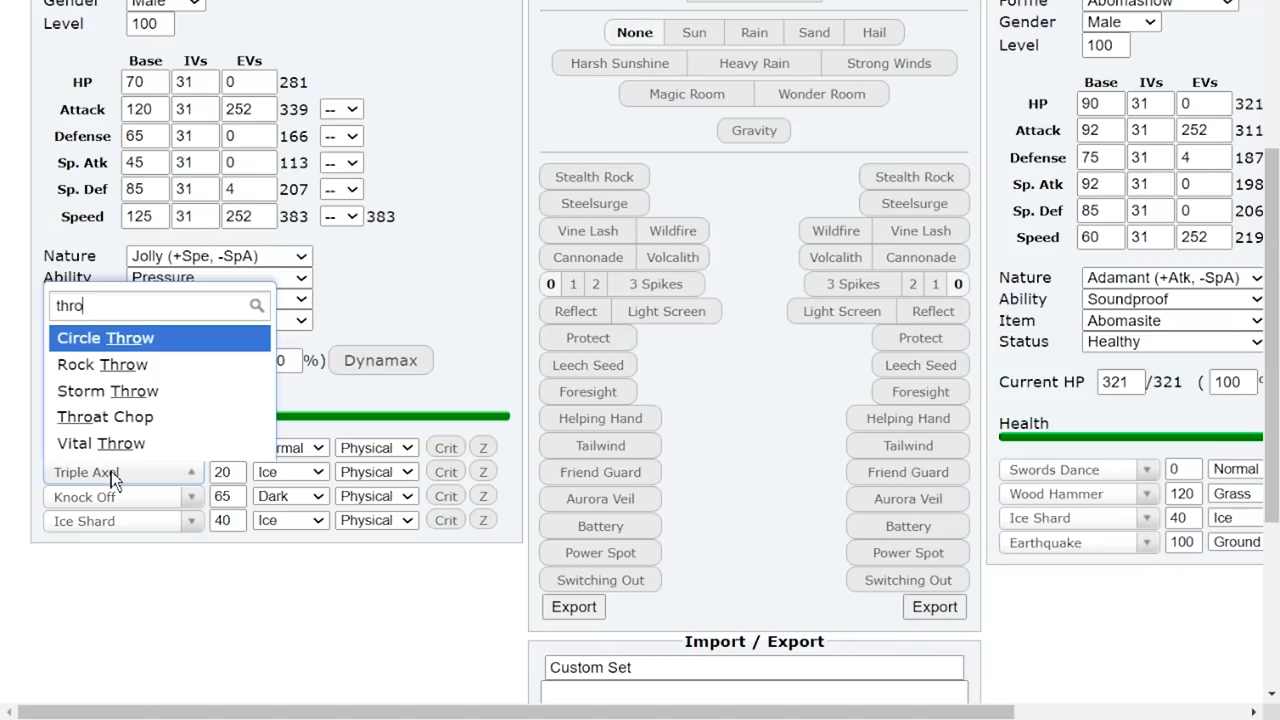 Gender Male
Level 100
Base IVs EVs
HP 70 31 0 281
Attack 120 31 252 339 --
Defense 65 31 0 166 --
Sp. Atk 45 31 0 113 --
Sp. Def 85 31 4 207 --
Speed 125 31 252 383 -- 383
Nature Jolly (+Spe, -SpA)
Ability Pressure
thro
Circle Throw
Rock Throw
Storm Throw
Throat Chop
Vital Throw
0 %) Dynamax
rmal Physical Crit Z
Triple Axel 20 Ice Physical Crit Z
Knock Off 65 Dark Physical Crit Z
Ice Shard 40 Ice Physical Crit Z
None Sun Rain Sand Hail
Harsh Sunshine Heavy Rain Strong Winds
Magic Room Wonder Room
Gravity
Stealth Rock Stealth Rock
Steelsurge Steelsurge
Vine Lash Wildfire Wildfire Vine Lash
Cannonade Volcalith Volcalith Cannonade
0 1 2 3 Spikes 3 Spikes 2 1 0
Reflect Light Screen Light Screen Reflect
Protect Protect
Leech Seed Leech Seed
Foresight Foresight
Helping Hand Helping Hand
Tailwind Tailwind
Friend Guard Friend Guard
Aurora Veil Aurora Veil
Battery Battery
Power Spot Power Spot
Switching Out Switching Out
Export Export
Import / Export
Custom Set
Forme Abomasnow
Gender Male
Level 100
Base IVs EVs
HP 90 31 0 321
Attack 92 31 252 311
Defense 75 31 4 187
Sp. Atk 92 31 0 198
Sp. Def 85 31 0 206
Speed 60 31 252 219
Nature Adamant (+Atk, -SpA)
Ability Soundproof
Item Abomasite
Status Healthy
Current HP 321 /321 ( 100
Health
Swords Dance 0 Normal
Wood Hammer 120 Grass
Ice Shard 40 Ice
Earthquake 100 Ground